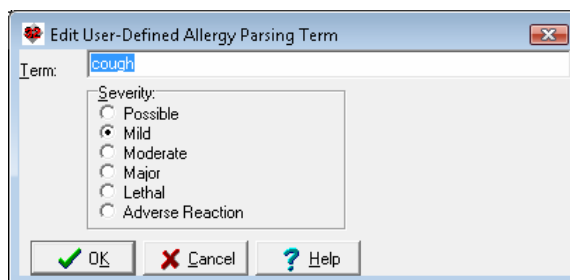 Edit User-Defined Allergy Parsing Term
Term: cough
Severity:
Possible
Mild
Moderate
Major
Lethal
Adverse Reaction
OK Cancel Help